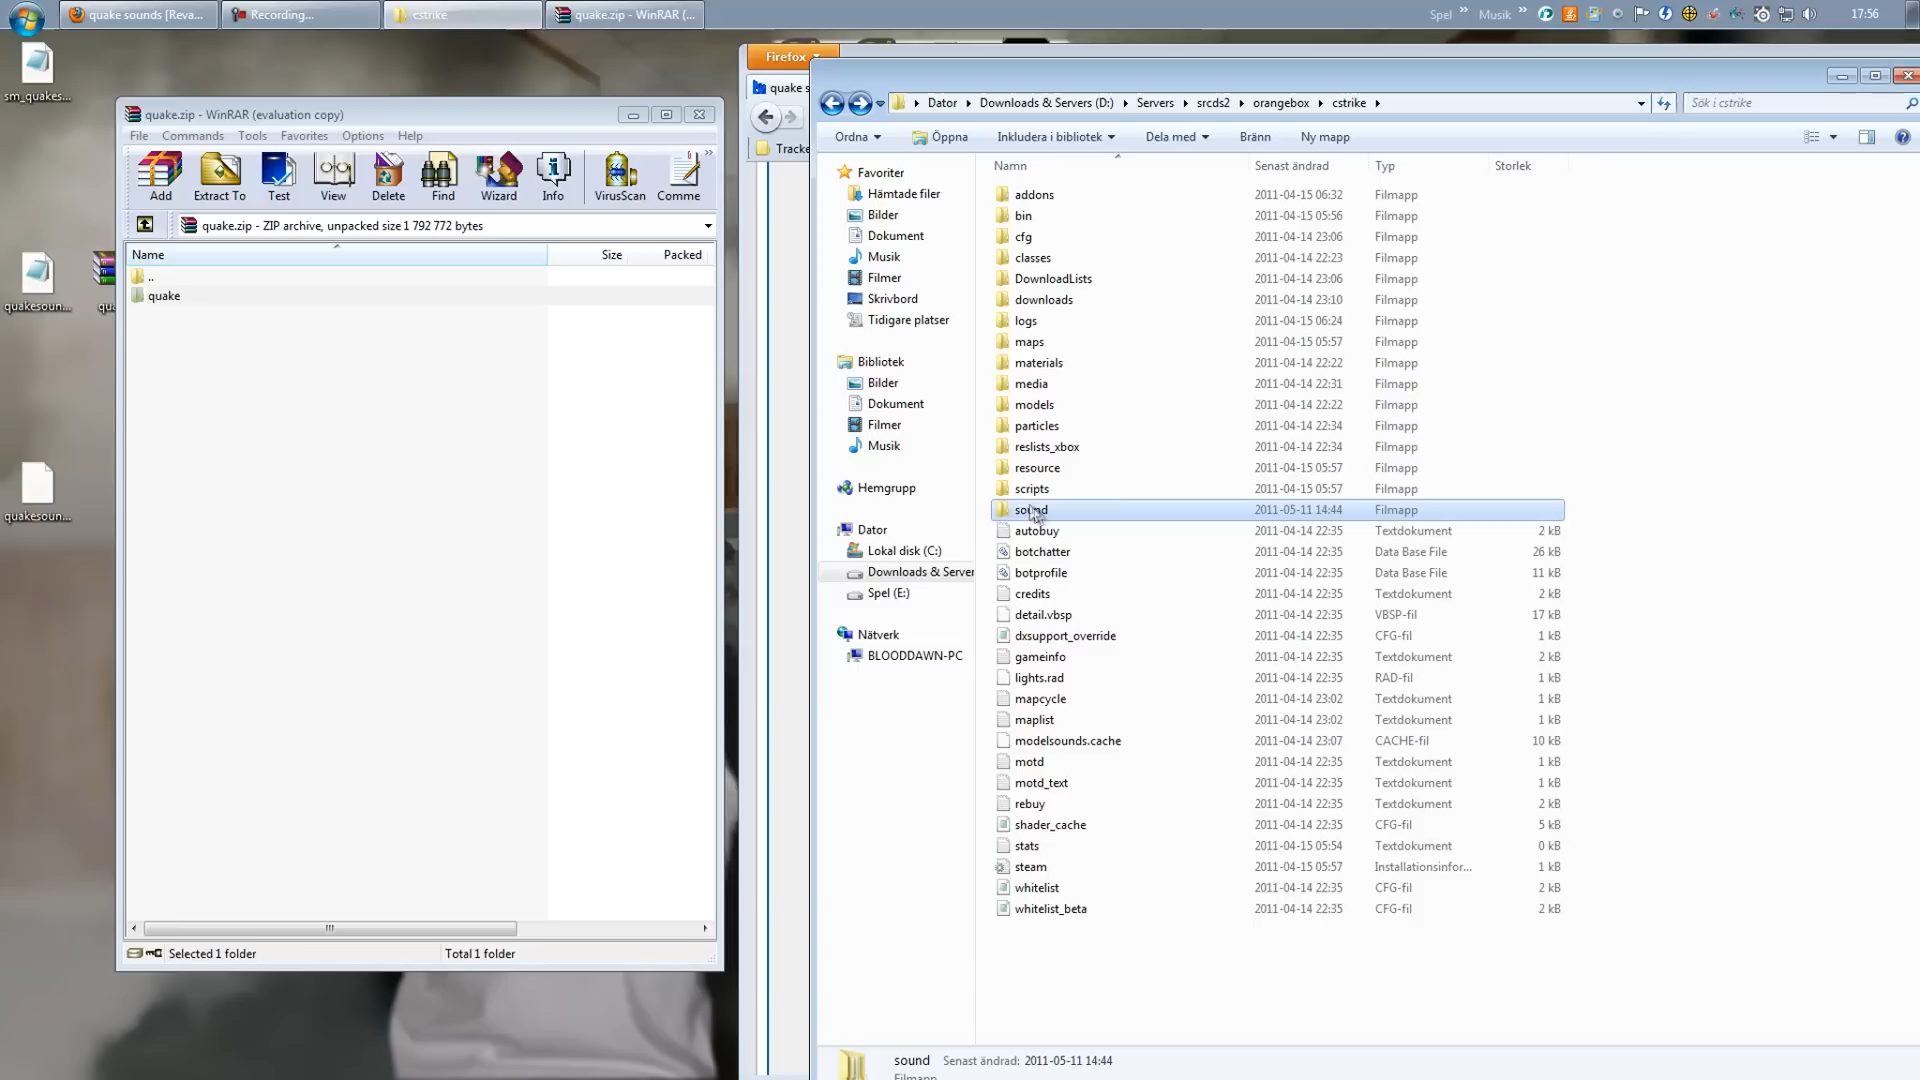 quake sounds [Reva...
Recording...
cstrike
quake.zip - WinRAR (...
Spel »
Musik »
17:56
sm_quakes...
quakesoun...
qua
quakesoun...
quake.zip - WinRAR (evaluation copy)
File Commands Tools Favorites Options Help
Add Extract To Test View Delete Find Wizard Info VirusScan Comme
»
quake.zip - ZIP archive, unpacked size 1 792 772 bytes
Name Size Packed
..
quake
Selected 1 folder
Total 1 folder
Firefox
quake s
Tracke
Dator Downloads & Servers (D:) Servers srcds2 orangebox cstrike
Sök i cstrike
Ordna Öppna Inkludera i bibliotek Dela med Bränn Ny mapp
Favoriter
Hämtade filer
Bilder
Dokument
Musik
Filmer
Skrivbord
Tidigare platser
Bibliotek
Bilder
Dokument
Filmer
Musik
Hemgrupp
Dator
Lokal disk (C:)
Downloads & Server
Spel (E:)
Nätverk
BLOODDAWN-PC
Namn Senast ändrad Typ Storlek
addons 2011-04-15 06:32 Filmapp
bin 2011-04-15 05:56 Filmapp
cfg 2011-04-14 23:06 Filmapp
classes 2011-04-14 22:23 Filmapp
DownloadLists 2011-04-14 23:06 Filmapp
downloads 2011-04-14 23:10 Filmapp
logs 2011-04-15 06:24 Filmapp
maps 2011-04-15 05:57 Filmapp
materials 2011-04-14 22:22 Filmapp
media 2011-04-14 22:31 Filmapp
models 2011-04-14 22:22 Filmapp
particles 2011-04-14 22:34 Filmapp
reslists_xbox 2011-04-14 22:34 Filmapp
resource 2011-04-15 05:57 Filmapp
scripts 2011-04-15 05:57 Filmapp
sound 2011-05-11 14:44 Filmapp
autobuy 2011-04-14 22:35 Textdokument 2 kB
botchatter 2011-04-14 22:35 Data Base File 26 kB
botprofile 2011-04-14 22:35 Data Base File 11 kB
credits 2011-04-14 22:35 Textdokument 2 kB
detail.vbsp 2011-04-14 22:35 VBSP-fil 17 kB
dxsupport_override 2011-04-14 22:35 CFG-fil 1 kB
gameinfo 2011-04-14 22:35 Textdokument 2 kB
lights.rad 2011-04-14 22:35 RAD-fil 1 kB
mapcycle 2011-04-14 23:02 Textdokument 1 kB
maplist 2011-04-14 23:02 Textdokument 1 kB
modelsounds.cache 2011-04-14 23:07 CACHE-fil 10 kB
motd 2011-04-14 22:35 Textdokument 1 kB
motd_text 2011-04-14 22:35 Textdokument 1 kB
rebuy 2011-04-14 22:35 Textdokument 2 kB
shader_cache 2011-04-14 22:35 CFG-fil 5 kB
stats 2011-04-15 05:54 Textdokument 0 kB
steam 2011-04-15 05:57 Installationsinfor... 1 kB
whitelist 2011-04-14 22:35 CFG-fil 2 kB
whitelist_beta 2011-04-14 22:35 CFG-fil 2 kB
sound Senast ändrad: 2011-05-11 14:44
Filmapp